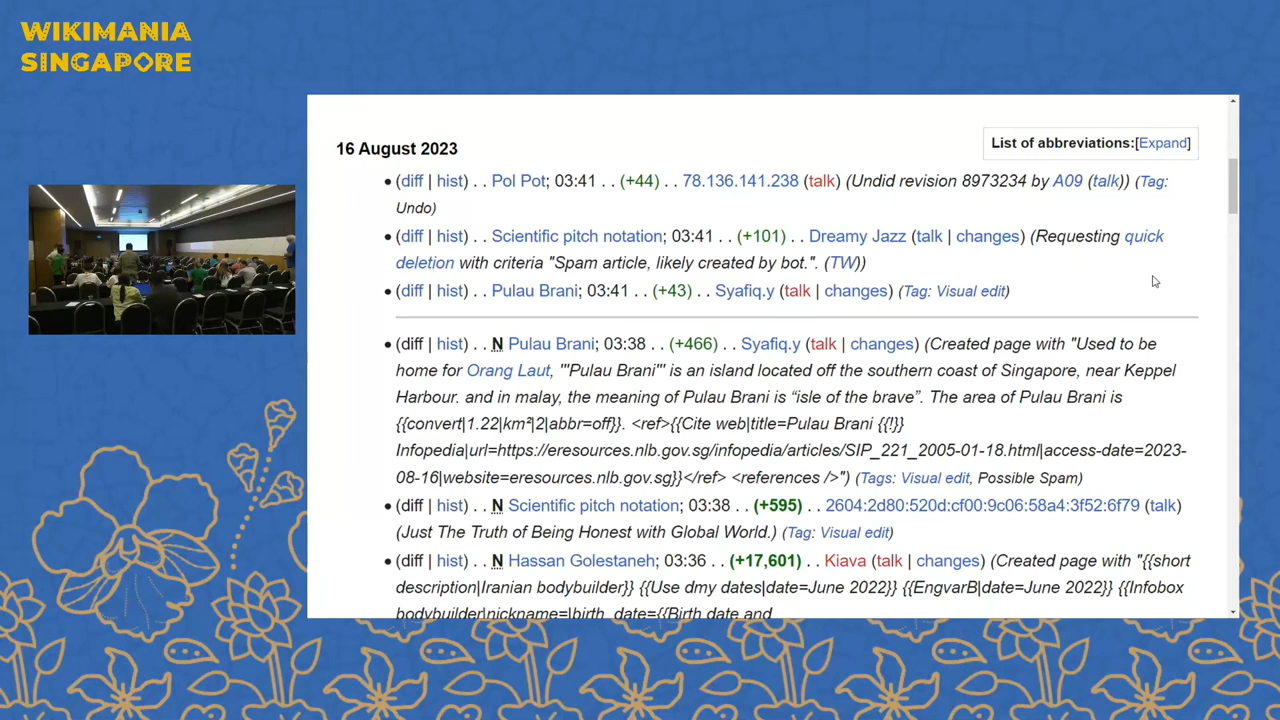 WIKIMANIA
SINGAPORE
List of abbreviations:[Expand]
16 August 2023
• (diff | hist) . . Pol Pot; 03:41 . . (+44) . . 78.136.141.238 (talk) (Undid revision 8973234 by A09 (talk)) (Tag:
Undo)
• (diff | hist) . . Scientific pitch notation; 03:41 . . (+101) . . Dreamy Jazz (talk | changes) (Requesting quick
deletion with criteria "Spam article, likely created by bot.". (TW))
• (diff | hist) . . Pulau Brani; 03:41 . . (+43) . . Syafiq.y (talk | changes) (Tag: Visual edit)
• (diff | hist) . . N Pulau Brani; 03:38 . . (+466) . . Syafiq.y (talk | changes) (Created page with "Used to be
home for Orang Laut, '''Pulau Brani''' is an island located off the southern coast of Singapore, near Keppel
Harbour. and in malay, the meaning of Pulau Brani is “isle of the brave”. The area of Pulau Brani is
{{convert|1.22|km²|2|abbr=off}}. <ref>{{Cite web|title=Pulau Brani {{!}}
Infopedia|url=https://eresources.nlb.gov.sg/infopedia/articles/SIP_221_2005-01-18.html|access-date=2023-
08-16|website=eresources.nlb.gov.sg}}</ref> <references />") (Tags: Visual edit, Possible Spam)
• (diff | hist) . . N Scientific pitch notation; 03:38 . . (+595) . . 2604:2d80:520d:cf00:9c06:58a4:3f52:6f79 (talk)
(Just The Truth of Being Honest with Global World.) (Tag: Visual edit)
• (diff | hist) . . N Hassan Golestaneh; 03:36 . . (+17,601) . . Kiava (talk | changes) (Created page with "{{short
description|Iranian bodybuilder}} {{Use dmy dates|date=June 2022}} {{EngvarB|date=June 2022}} {{Infobox
bodybuilder|nickname=|birth_date={{Birth date and